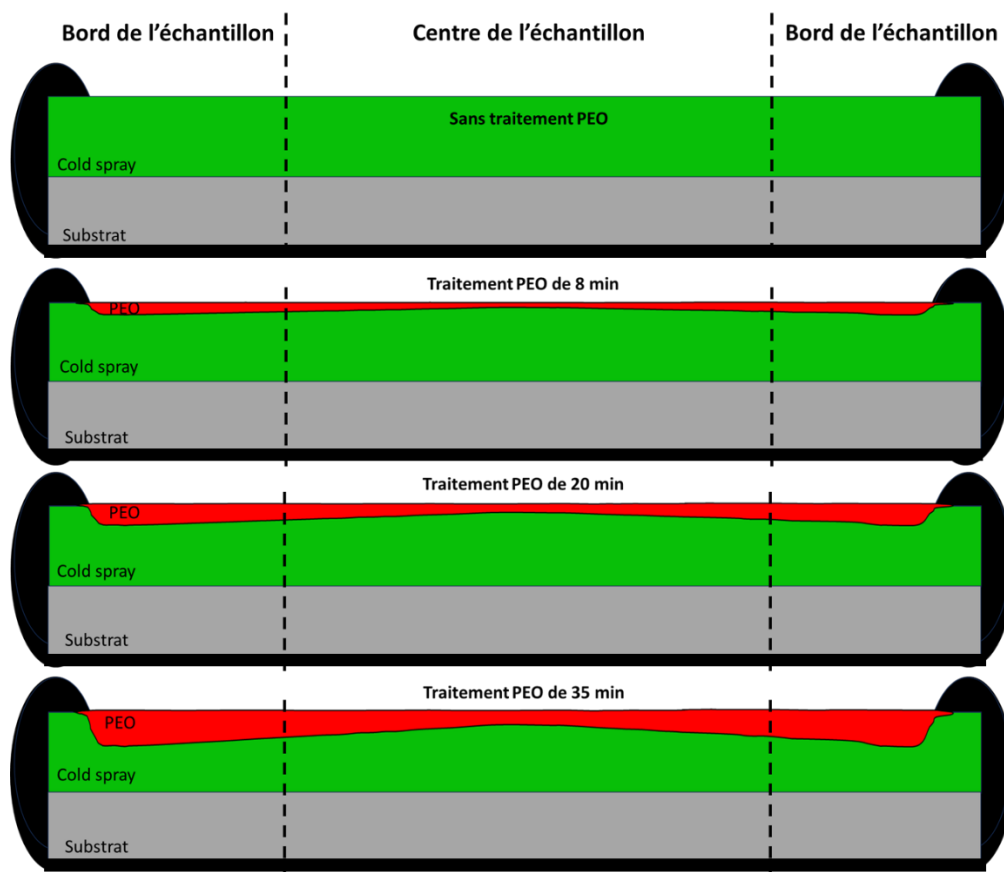 Bord de l'échantillon
Centre de l'échantillon
Bord de l'échantillon
Sans traitement PEO
Cold spray
Substrat
Traitement PEO de 8 min
PEO
Cold spray
Substrat
Traitement PEO de 20 min
PEO
Cold spray
Substrat
Traitement PEO de 35 min
PEO
Cold spray
Substrat